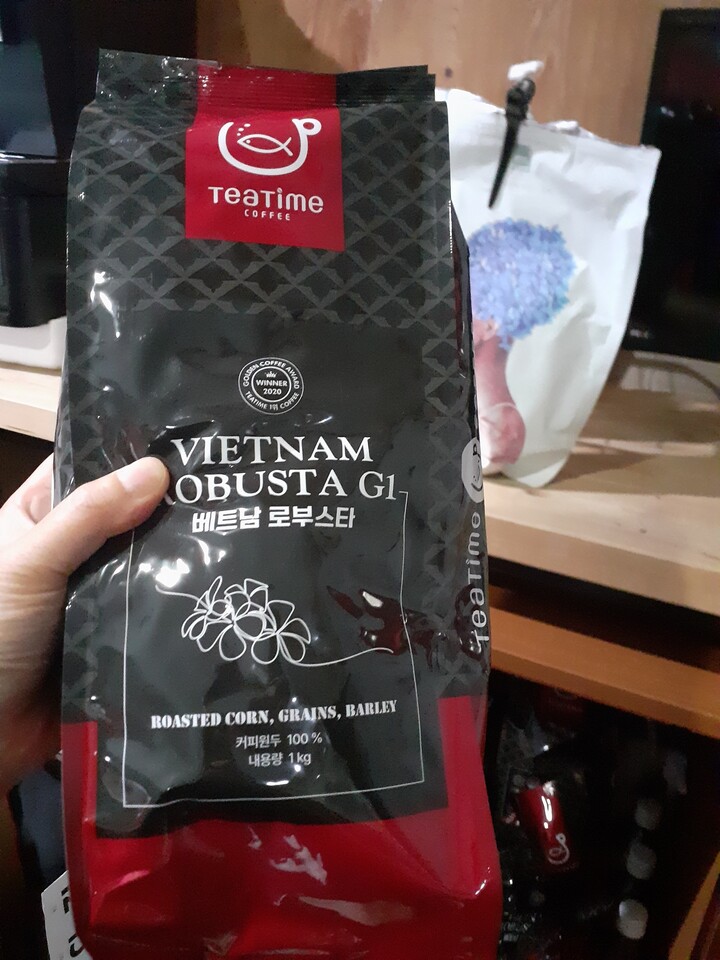 TeaTime
COFFEE
GOLDEN COFFEE AWARD
WINNER
2020
VIETNAM
OBUSTA G1
베트남 로부스타
ROASTED CORN, GRAINS, BARLEY
커피원두 100 %
내용량 1kg
TeaTime